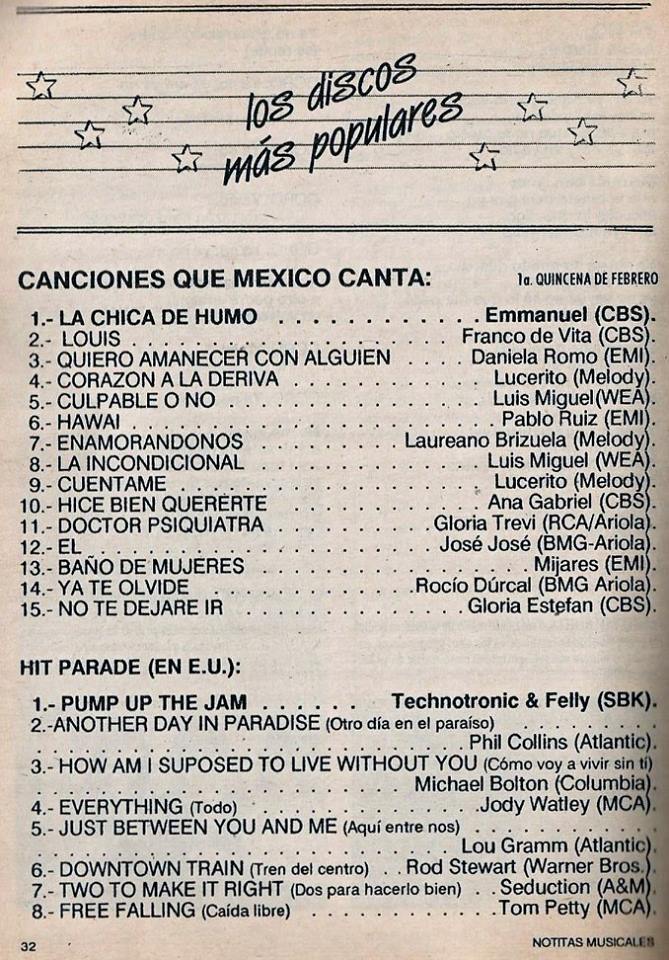 los discos
más populares
CANCIONES QUE MEXICO CANTA: 1a. QUINCENA DE FEBRERO
1.- LA CHICA DE HUMO . . . . . . . . . . . . Emmanuel (CBS).
2.- LOUIS . . . . . . . . . . . . . . . . . . . . Franco de Vita (CBS).
3.- QUIERO AMANECER CON ALGUIEN . . . . Daniela Romo (EMI).
4.- CORAZON A LA DERIVA . . . . . . . . . . . Lucerito (Melody).
5.- CULPABLE O NO . . . . . . . . . . . . . Luis Miguel(WEA).
6.- HAWAI . . . . . . . . . . . . . . . . . . . Pablo Ruiz (EMI).
7.- ENAMORANDONOS . . . . . . . . Laureano Brizuela (Melody).
8.- LA INCONDICIONAL . . . . . . . . . . . . Luis Miguel (WEA).
9.- CUENTAME . . . . . . . . . . . . . . . . Lucerito (Melody).
10.- HICE BIEN QUERERTE . . . . . . . . . . Ana Gabriel (CBS).
11.- DOCTOR PSIQUIATRA . . . . . . . . Gloria Trevi (RCA/Ariola).
12.- EL . . . . . . . . . . . . . . . . . . José José (BMG-Ariola).
13.- BAÑO DE MUJERES . . . . . . . . . . . . . . Mijares (EMI).
14.- YA TE OLVIDE . . . . . . . . . . Rocío Dúrcal (BMG Ariola).
15.- NO TE DEJARE IR . . . . . . . . . . . Gloria Estefan (CBS).
HIT PARADE (EN E.U.):
1.- PUMP UP THE JAM . . . . . . Technotronic & Felly (SBK).
2.-ANOTHER DAY IN PARADISE (Otro día en el paraíso) . . . . . . . .
. . . . . . . . . . . . . . . . . . . . . . Phil Collins (Atlantic).
3.- HOW AM I SUPOSED TO LIVE WITHOUT YOU (Cómo voy a vivir sin tí)
. . . . . . . . . . . . . . . . . . . Michael Bolton (Columbia).
4.- EVERYTHING (Todo) . . . . . . . . . . . . Jody Watley (MCA).
5.- JUST BETWEEN YOU AND ME (Aquí entre nos) . . . . . . . . . .
. . . . . . . . . . . . . . . . . . . . . . Lou Gramm (Atlantic).
6.- DOWNTOWN TRAIN (Tren del centro) . . Rod Stewart (Warner Bros.).
7.- TWO TO MAKE IT RIGHT (Dos para hacerlo bien) . . Seduction (A&M).
8.- FREE FALLING (Caída libre) . . . . . . . . . . Tom Petty (MCA).
32 NOTITAS MUSICALES